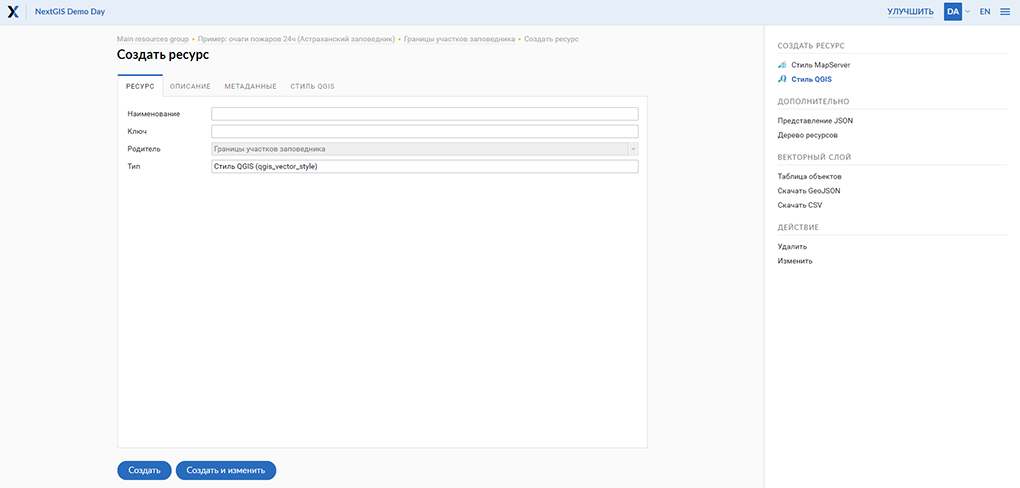 NextGIS Demo Day
УЛУЧШИТЬ
DA
EN
Main resources group • Пример: очаги пожаров 24ч (Астраханский заповедник) • Границы участков заповедника • Создать ресурс
Создать ресурс
РЕСУРС ОПИСАНИЕ МЕТАДАННЫЕ СТИЛЬ QGIS
Наименование
Ключ
Родитель Границы участков заповедника
Тип Стиль QGIS (qgis_vector_style)
Создать Создать и изменить
СОЗДАТЬ РЕСУРС
Стиль MapServer
Стиль QGIS
ДОПОЛНИТЕЛЬНО
Представление JSON
Дерево ресурсов
ВЕКТОРНЫЙ СЛОЙ
Таблица объектов
Скачать GeoJSON
Скачать CSV
ДЕЙСТВИЕ
Удалить
Изменить